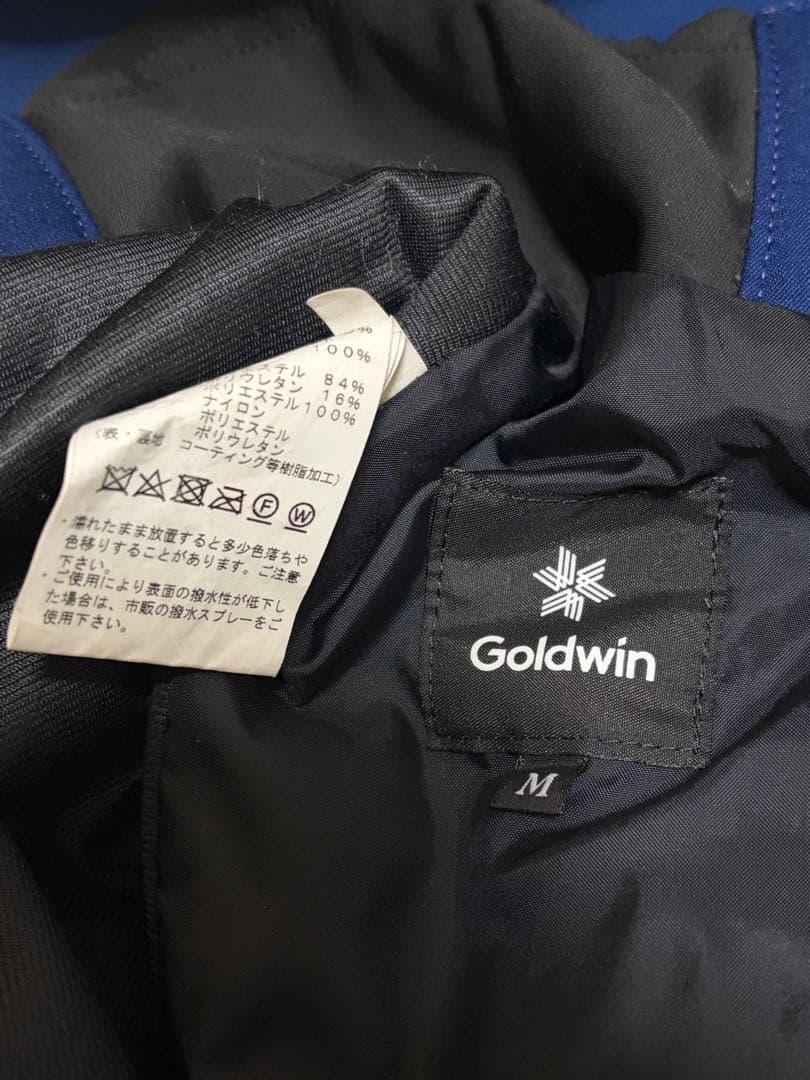 %
100%
ステル
ウレタン 84%
ポリエステル 16%
ナイロン 100%
ポリエステル
ポリウレタン
(表・裏地 コーティング等樹脂加工)
F W
・濡れたまま放置すると多少色落ちや
色移りすることがあります。ご注意
下さい。
・ご使用により表面の撥水性が低下し
た場合は、市販の撥水スプレーをご
使用下さい。
Goldwin
M